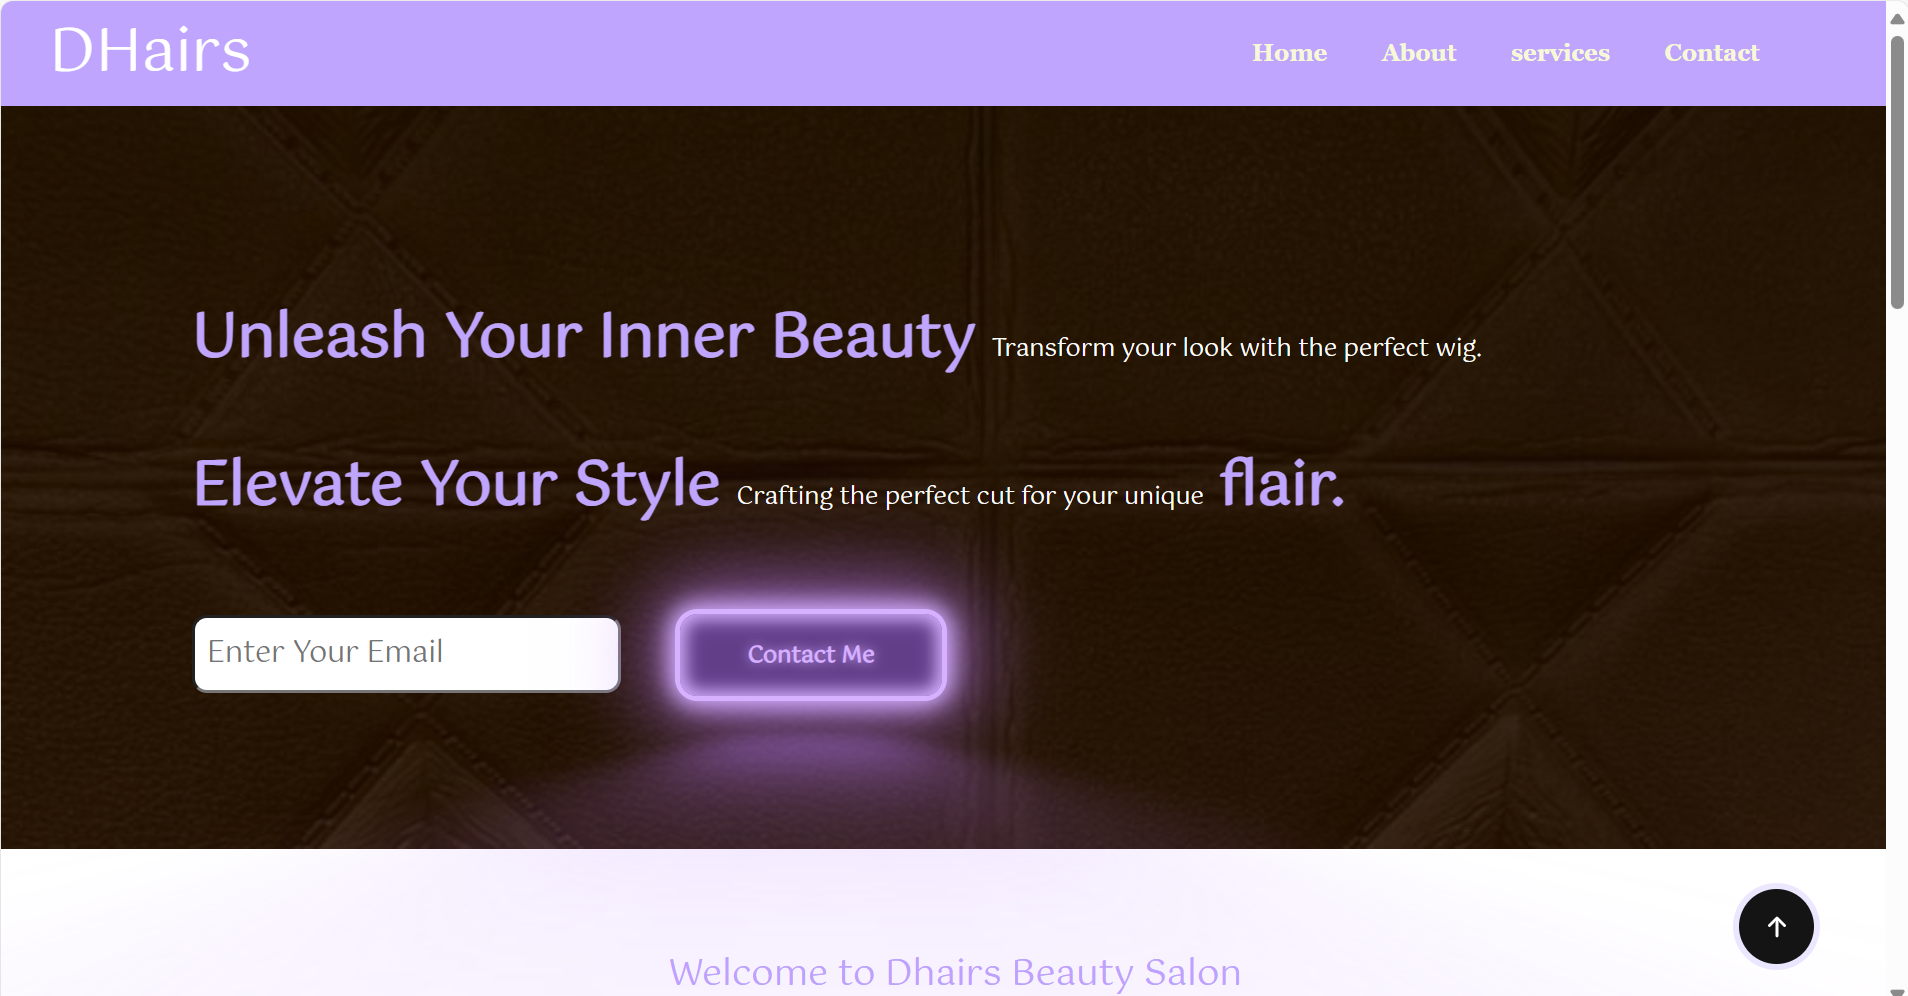 DHairs
Home About services Contact
Unleash Your Inner Beauty Transform your look with the perfect wig.
Elevate Your Style Crafting the perfect cut for your unique flair.
Enter Your Email
Contact Me
Welcome to Dhairs Beauty Salon